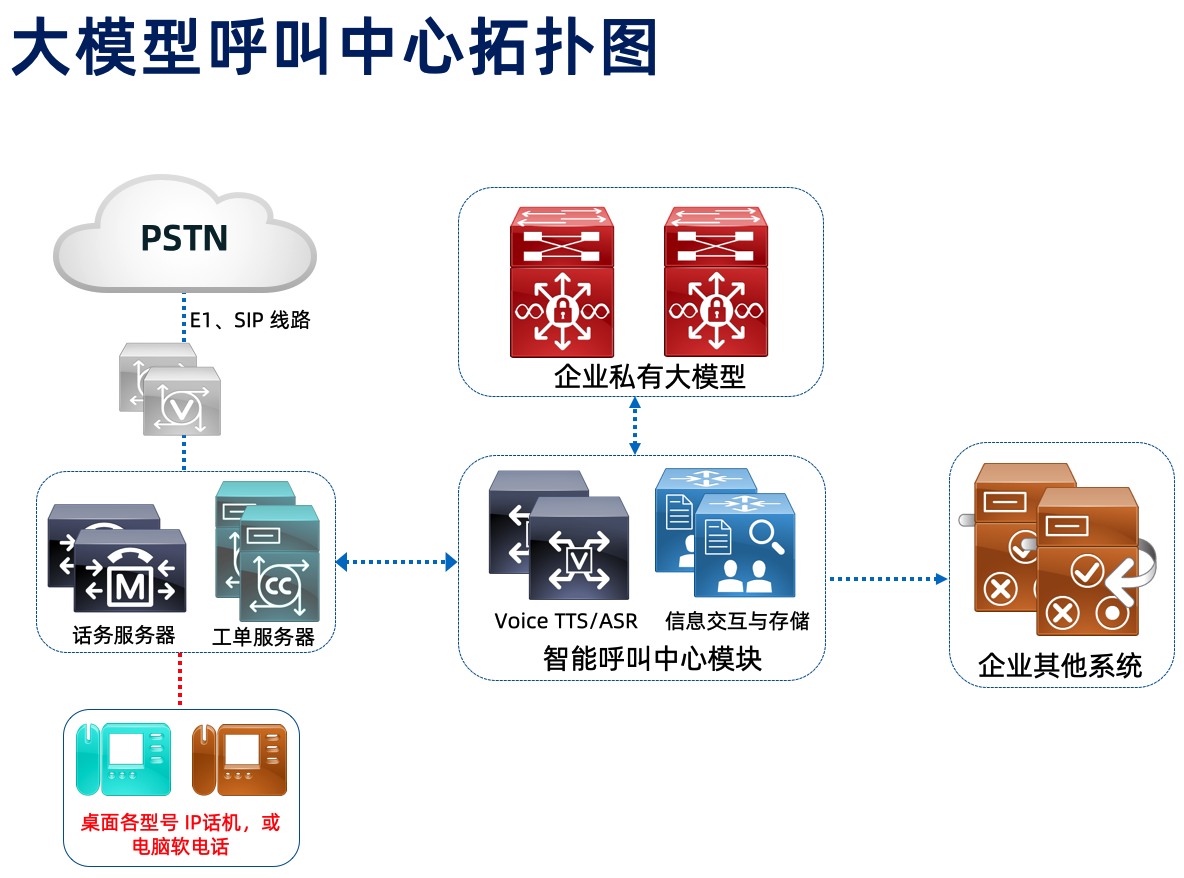 大模型呼叫中心拓扑图
PSTN
E1、SIP 线路
V
企业私有大模型
M
CC
话务服务器
工单服务器
V
Voice TTS/ASR
信息交互与存储
智能呼叫中心模块
企业其他系统
桌面各型号 IP话机，或
电脑软电话